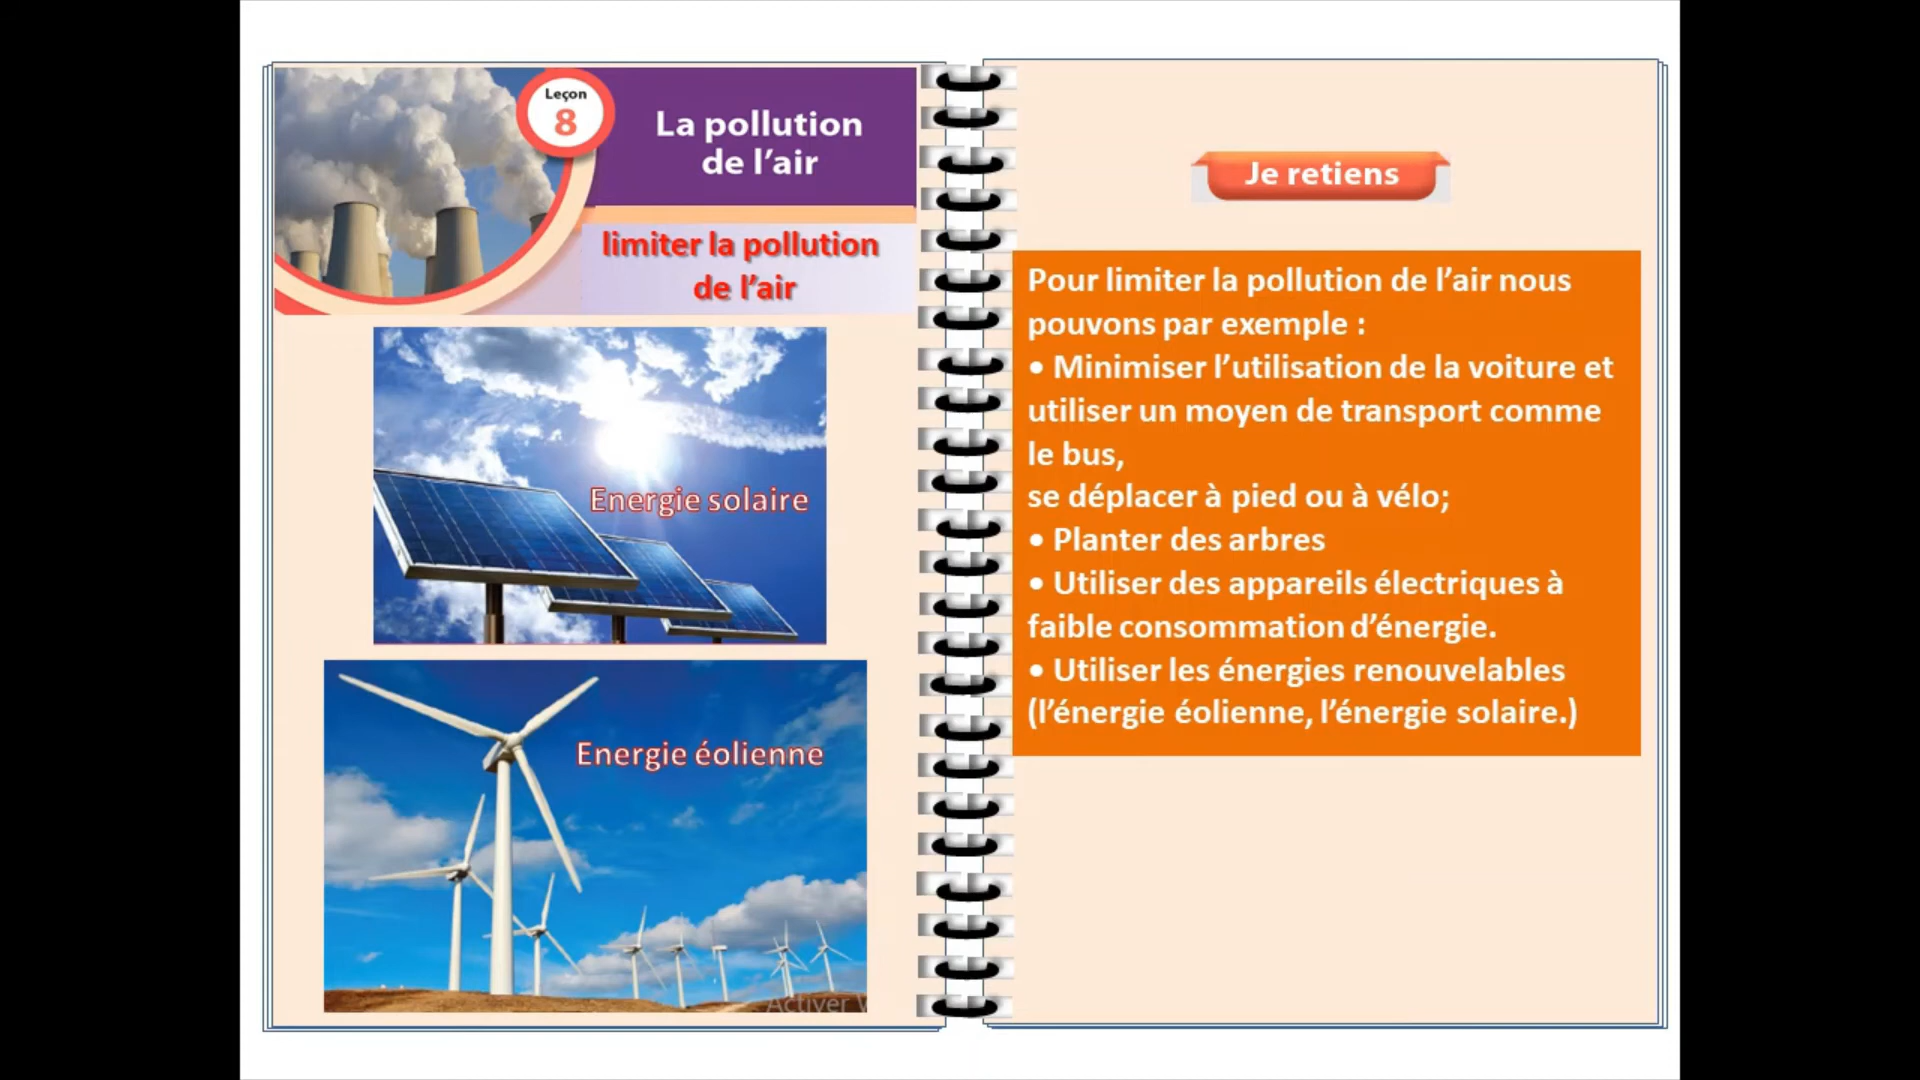 Leçon
8
La pollution
de l’air
limiter la pollution
de l’air
Energie solaire
Energie éolienne
Activer
Je retiens
Pour limiter la pollution de l’air nous
pouvons par exemple :
• Minimiser l’utilisation de la voiture et
utiliser un moyen de transport comme
le bus,
se déplacer à pied ou à vélo;
• Planter des arbres
• Utiliser des appareils électriques à
faible consommation d’énergie.
• Utiliser les énergies renouvelables
(l’énergie éolienne, l’énergie solaire.)